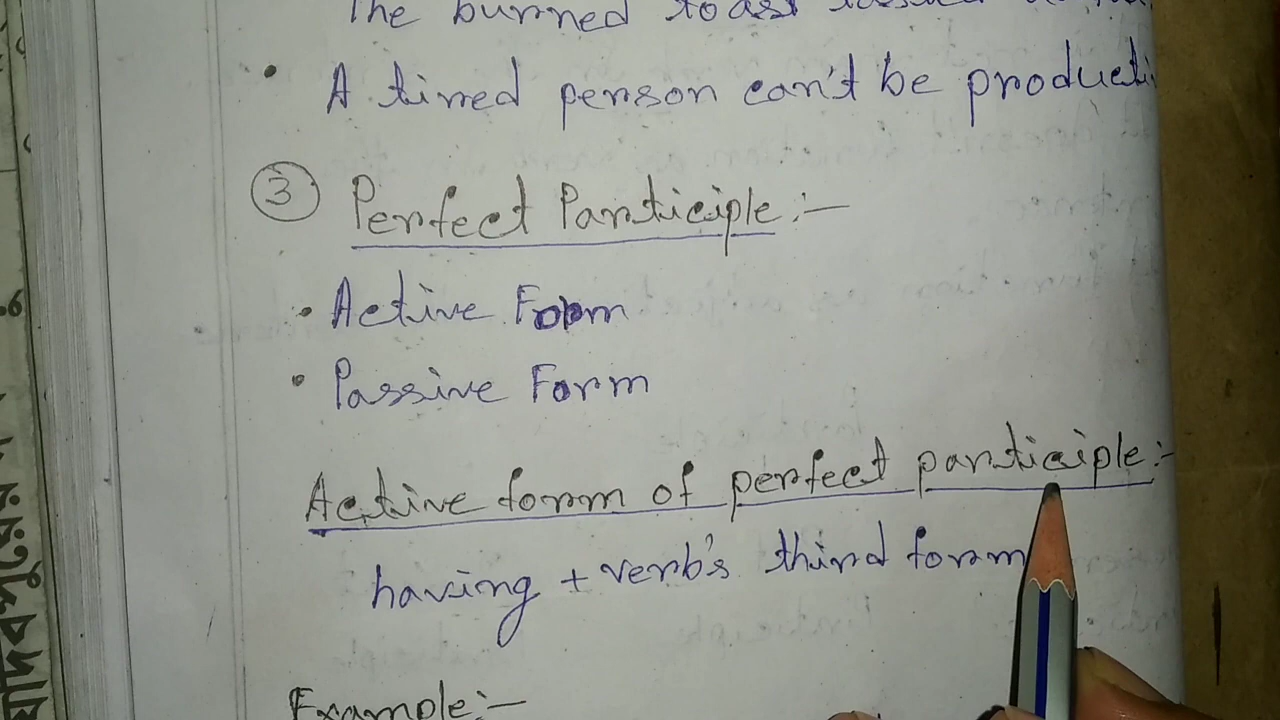 The burned toast
• A tired person can't be producti
③ Perfect Participle:-
• Active Form
• Passive Form
Active form of perfect participle:-
having + verb's third form
Example:-